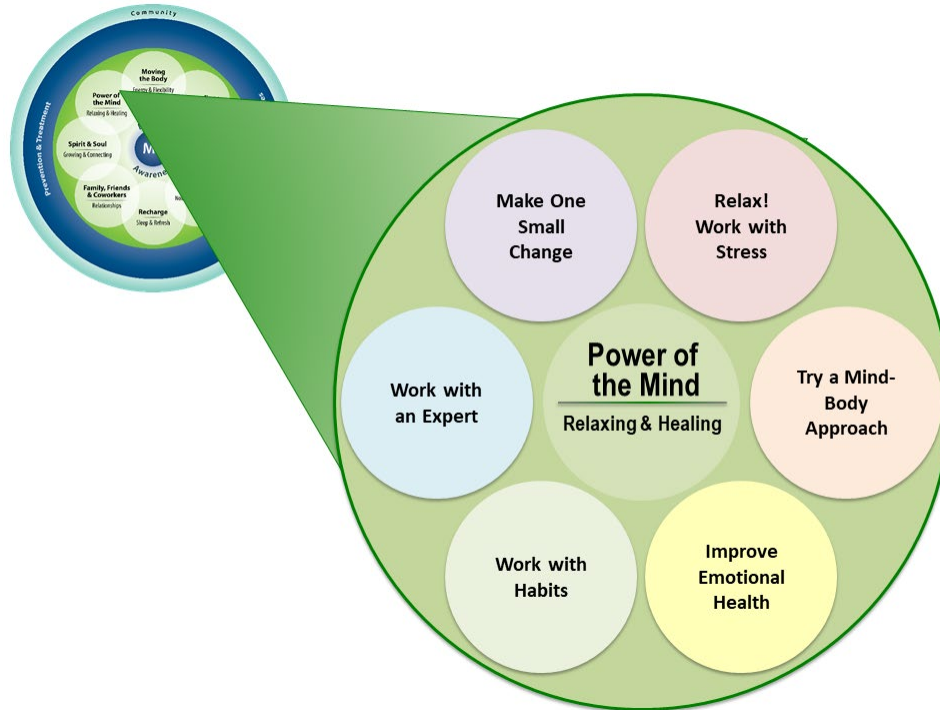 Community
Prevention & Treatment
Moving
the Body
Energy & Flexibility
Power of
the Mind
Relaxing & Healing
Spirit & Soul
Growing & Connecting
Family, Friends
& Coworkers
Relationships
Recharge
Sleep & Refresh
Make One
Small
Change
Relax!
Work with
Stress
Work with
an Expert
Power of
the Mind
Relaxing & Healing
Try a Mind-
Body
Approach
Work with
Habits
Improve
Emotional
Health